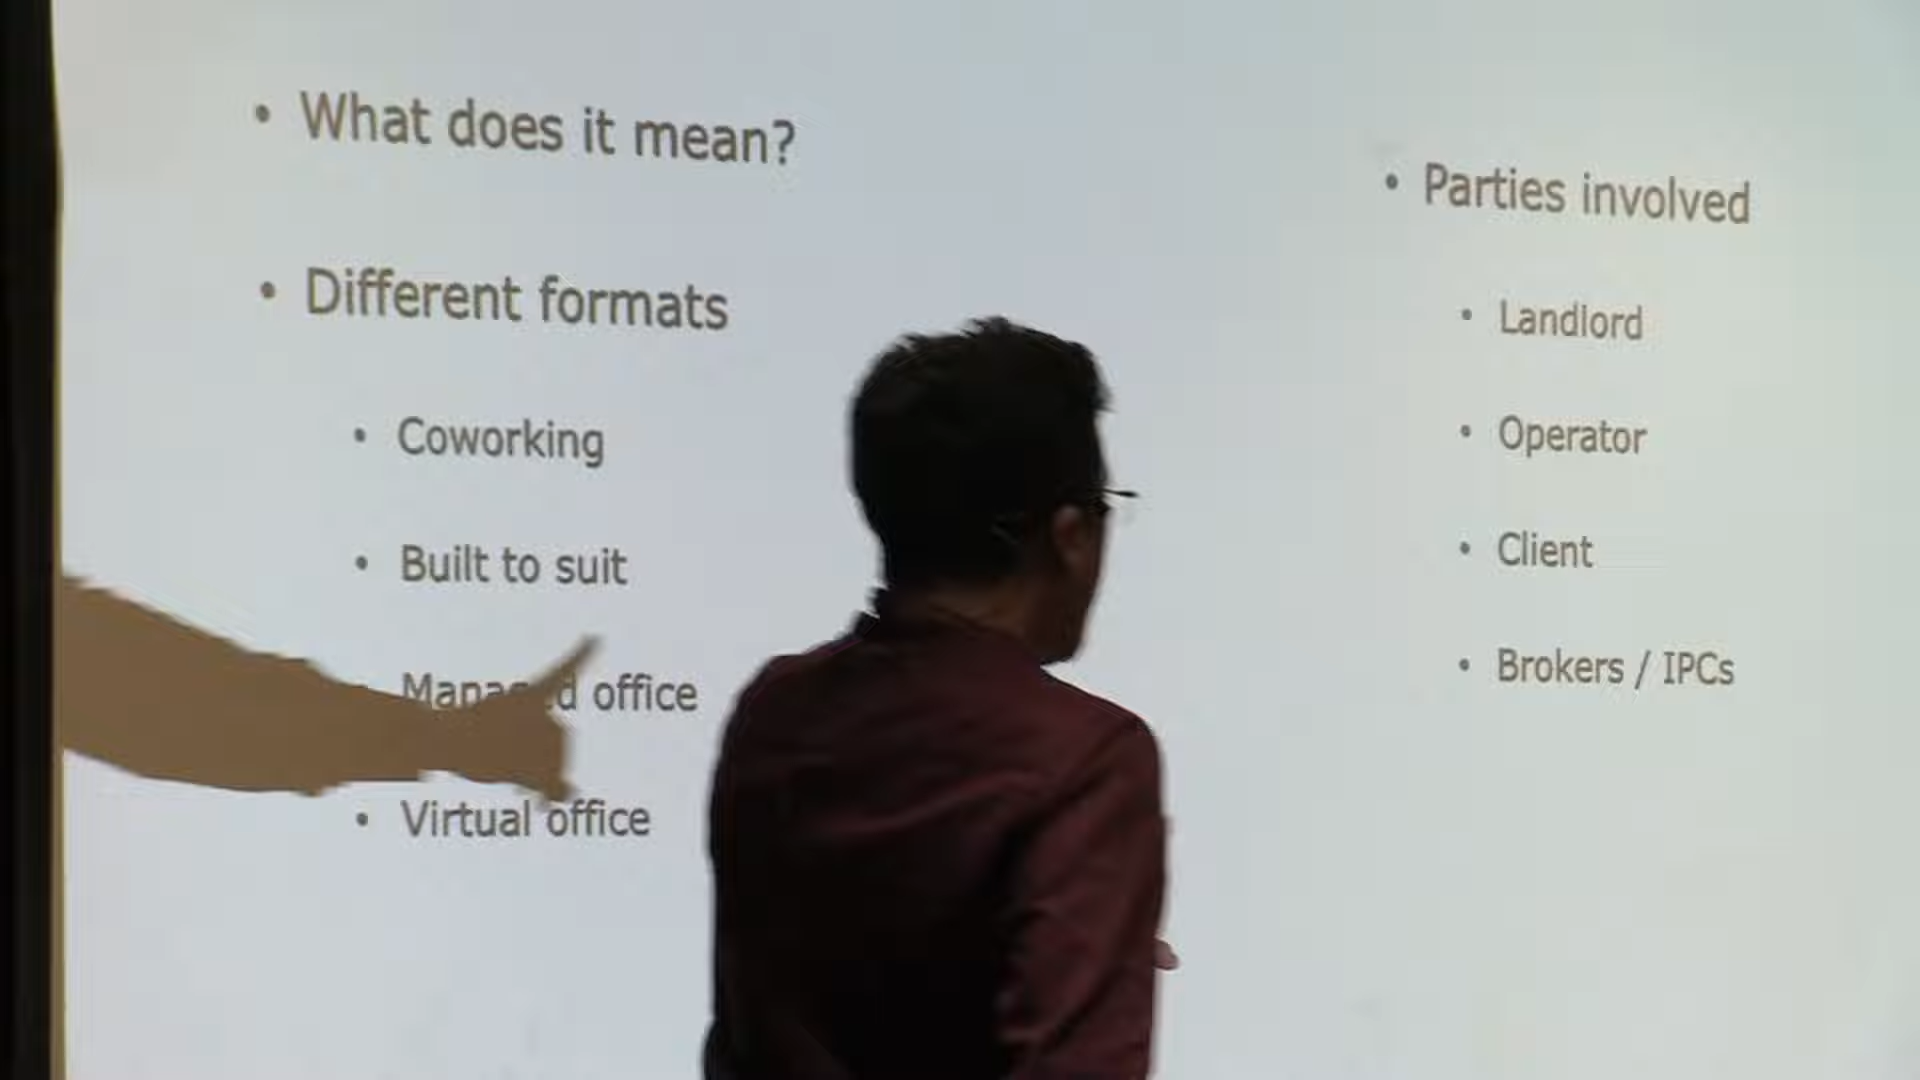 • What does it mean?
• Different formats
• Coworking
• Built to suit
office
• Virtual office
• Parties involved
• Landlord
• Operator
• Client
• Brokers / IPCs